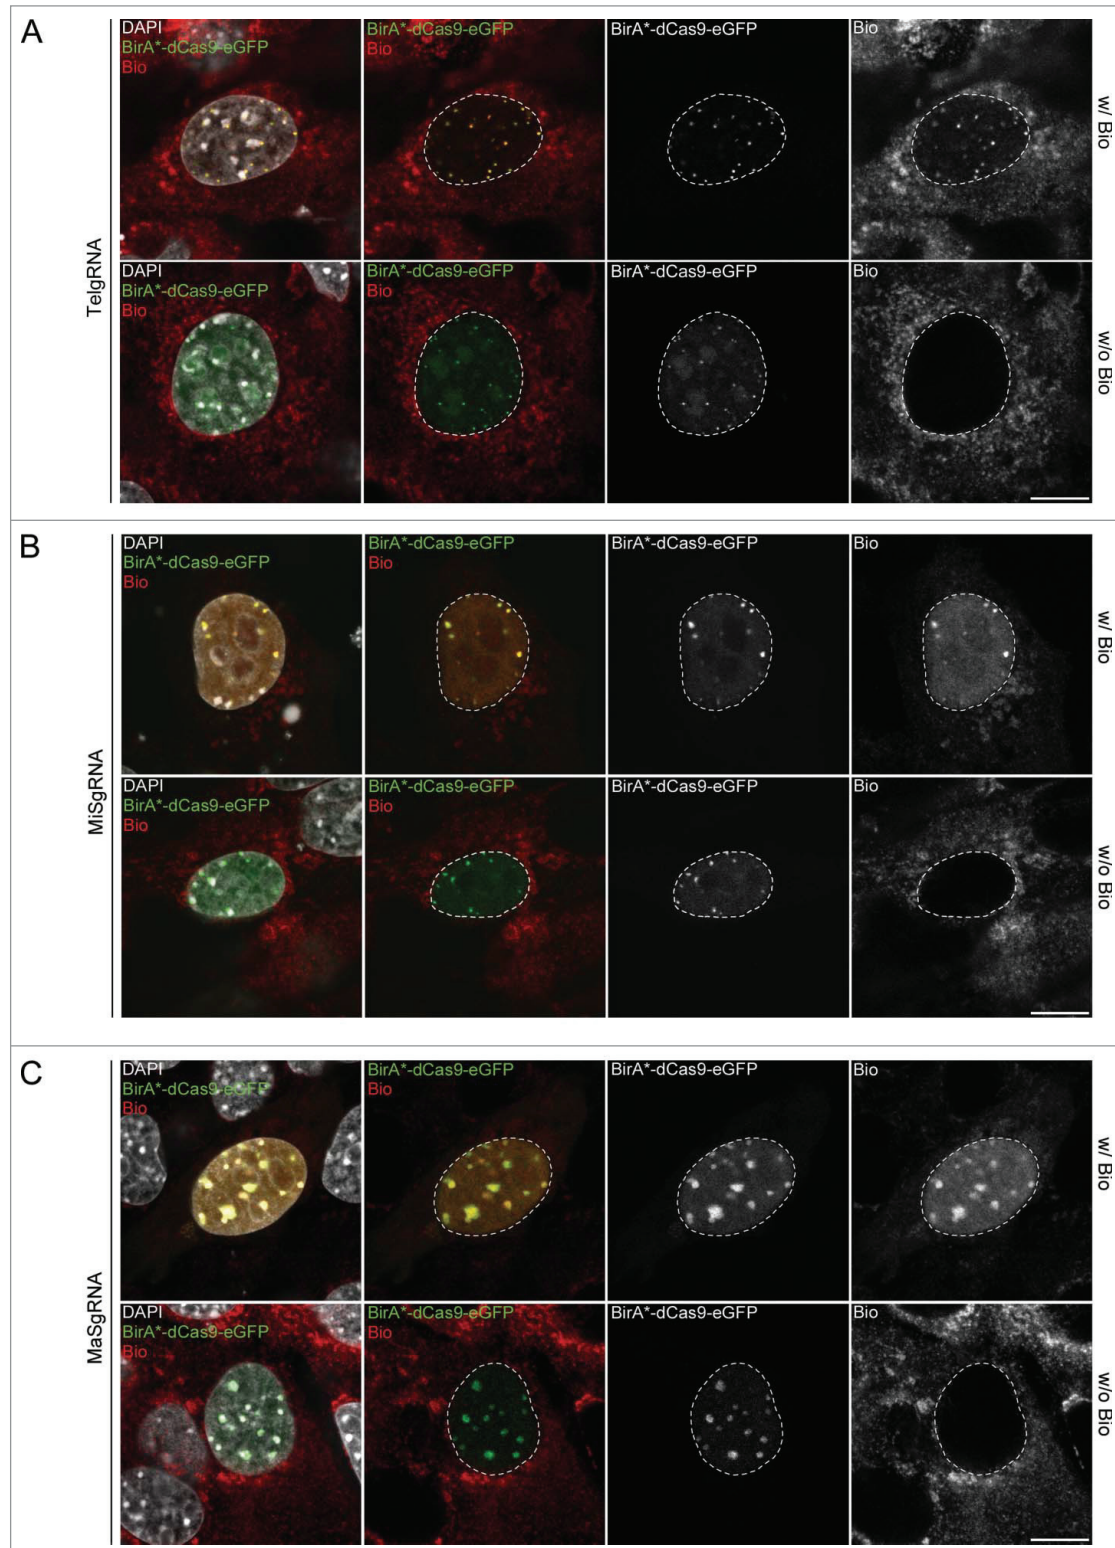 A
DAPI
BirA*-dCas9-eGFP
Bio
BirA*-dCas9-eGFP
Bio
BirA*-dCas9-eGFP
Bio
w/ Bio
TelgRNA
DAPI
BirA*-dCas9-eGFP
Bio
BirA*-dCas9-eGFP
Bio
BirA*-dCas9-eGFP
Bio
w/o Bio
B
DAPI
BirA*-dCas9-eGFP
Bio
BirA*-dCas9-eGFP
Bio
BirA*-dCas9-eGFP
Bio
w/ Bio
MiSgRNA
DAPI
BirA*-dCas9-eGFP
Bio
BirA*-dCas9-eGFP
Bio
BirA*-dCas9-eGFP
Bio
w/o Bio
C
DAPI
BirA*-dCas9-eGFP
Bio
BirA*-dCas9-eGFP
Bio
BirA*-dCas9-eGFP
Bio
w/ Bio
MaSgRNA
DAPI
BirA*-dCas9-eGFP
Bio
BirA*-dCas9-eGFP
Bio
BirA*-dCas9-eGFP
Bio
w/o Bio